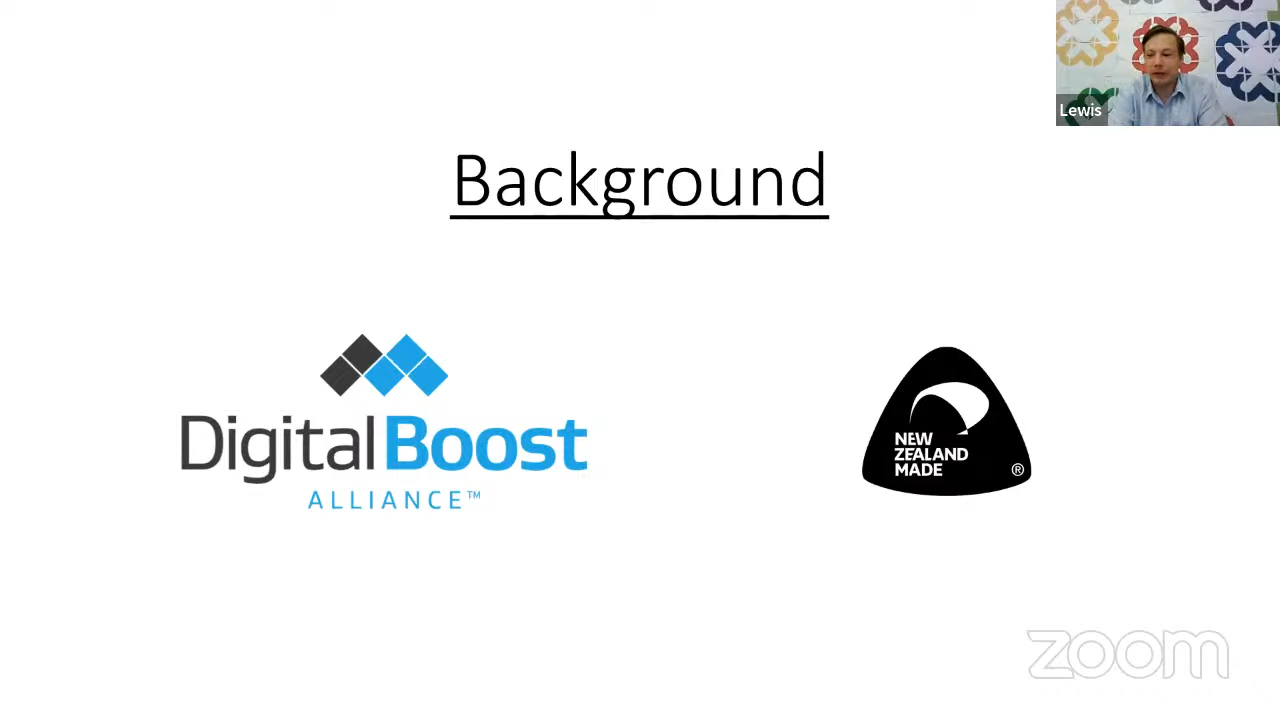 Lewis
Background
DigitalBoost
ALLIANCE™
NEW
ZEALAND
MADE
®
zoom